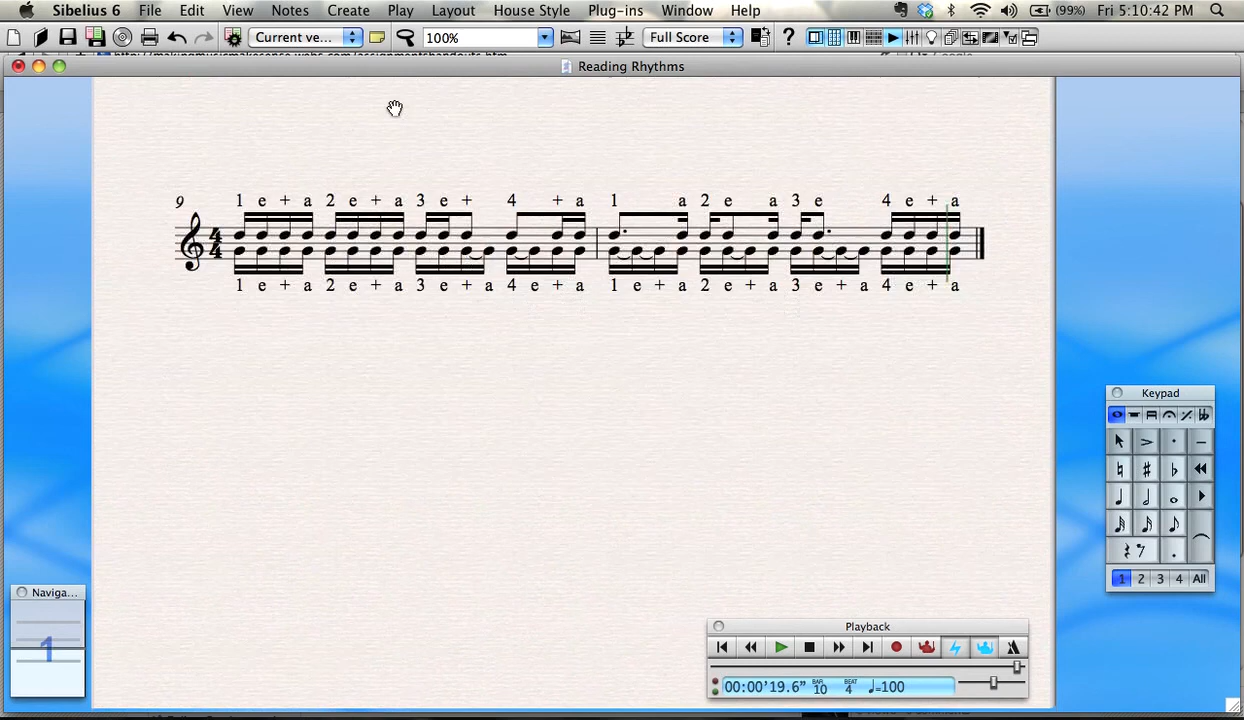 Sibelius 6 File Edit View Notes Create Play Layout House Style Plug-ins Window Help (99%) Fri 5:10:42 PM
Current ve... 100% Full Score ?
Reading Rhythms
9 1 e + a 2 e + a 3 e + 4 + a 1 a 2 e a 3 e 4 e + a
1 e + a 2 e + a 3 e + a 4 e + a 1 e + a 2 e + a 3 e + a 4 e + a
Keypad
1 2 3 4 All
Naviga...
1
Playback
00:00'19.6" BAR 10 BEAT 4 =100